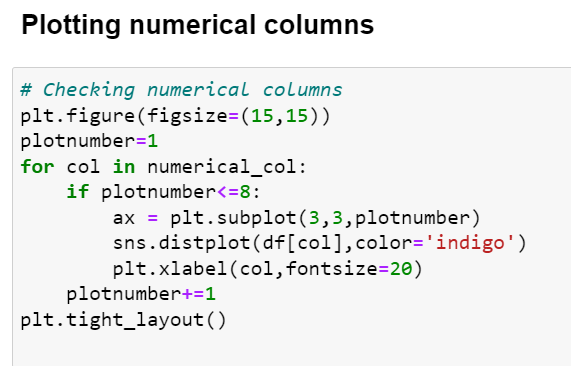 Plotting numerical columns
# Checking numerical columns
plt.figure(figsize=(15,15))
plotnumber=1
for col in numerical_col:
    if plotnumber<=8:
        ax = plt.subplot(3,3,plotnumber)
        sns.distplot(df[col],color='indigo')
        plt.xlabel(col,fontsize=20)
    plotnumber+=1
plt.tight_layout()